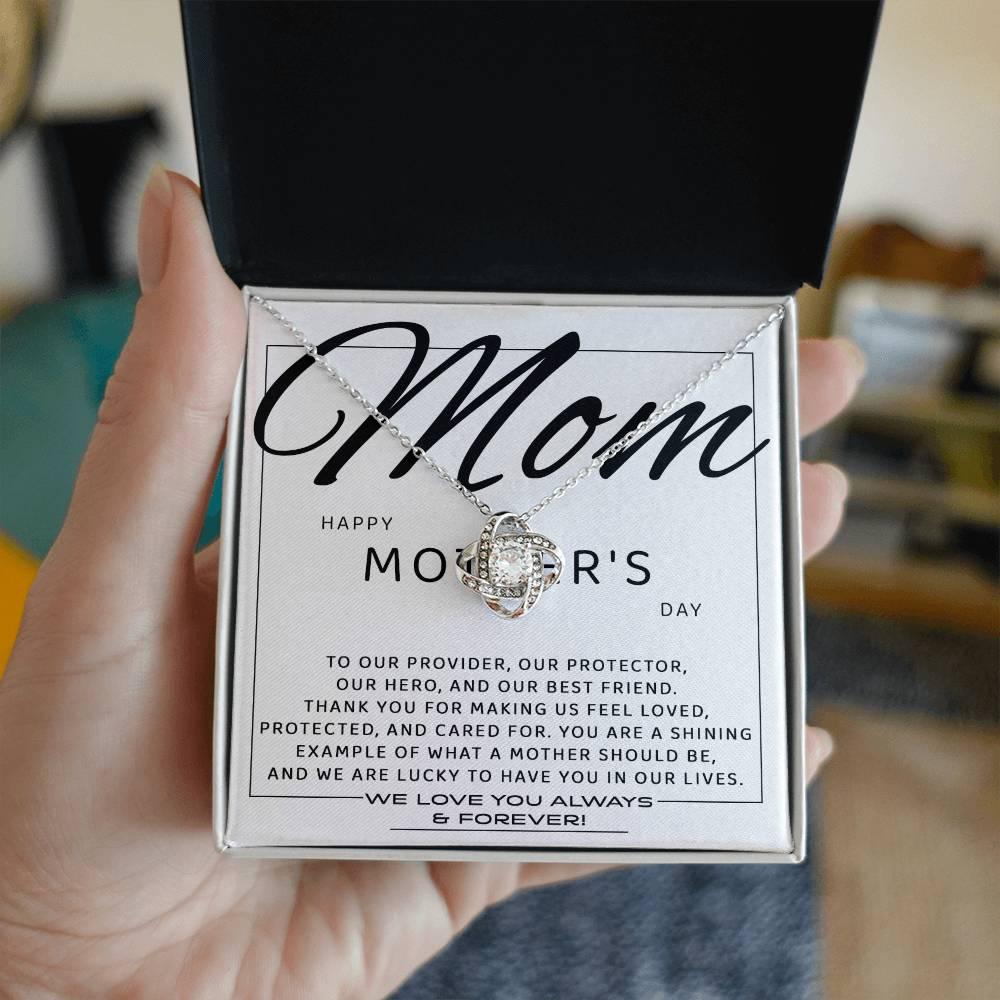 Mom
HAPPY
MO R'S
DAY
TO OUR PROVIDER, OUR PROTECTOR,
OUR HERO, AND OUR BEST FRIEND.
THANK YOU FOR MAKING US FEEL LOVED,
PROTECTED, AND CARED FOR. YOU ARE A SHINING
EXAMPLE OF WHAT A MOTHER SHOULD BE,
AND WE ARE LUCKY TO HAVE YOU IN OUR LIVES.
WE LOVE YOU ALWAYS
& FOREVER!